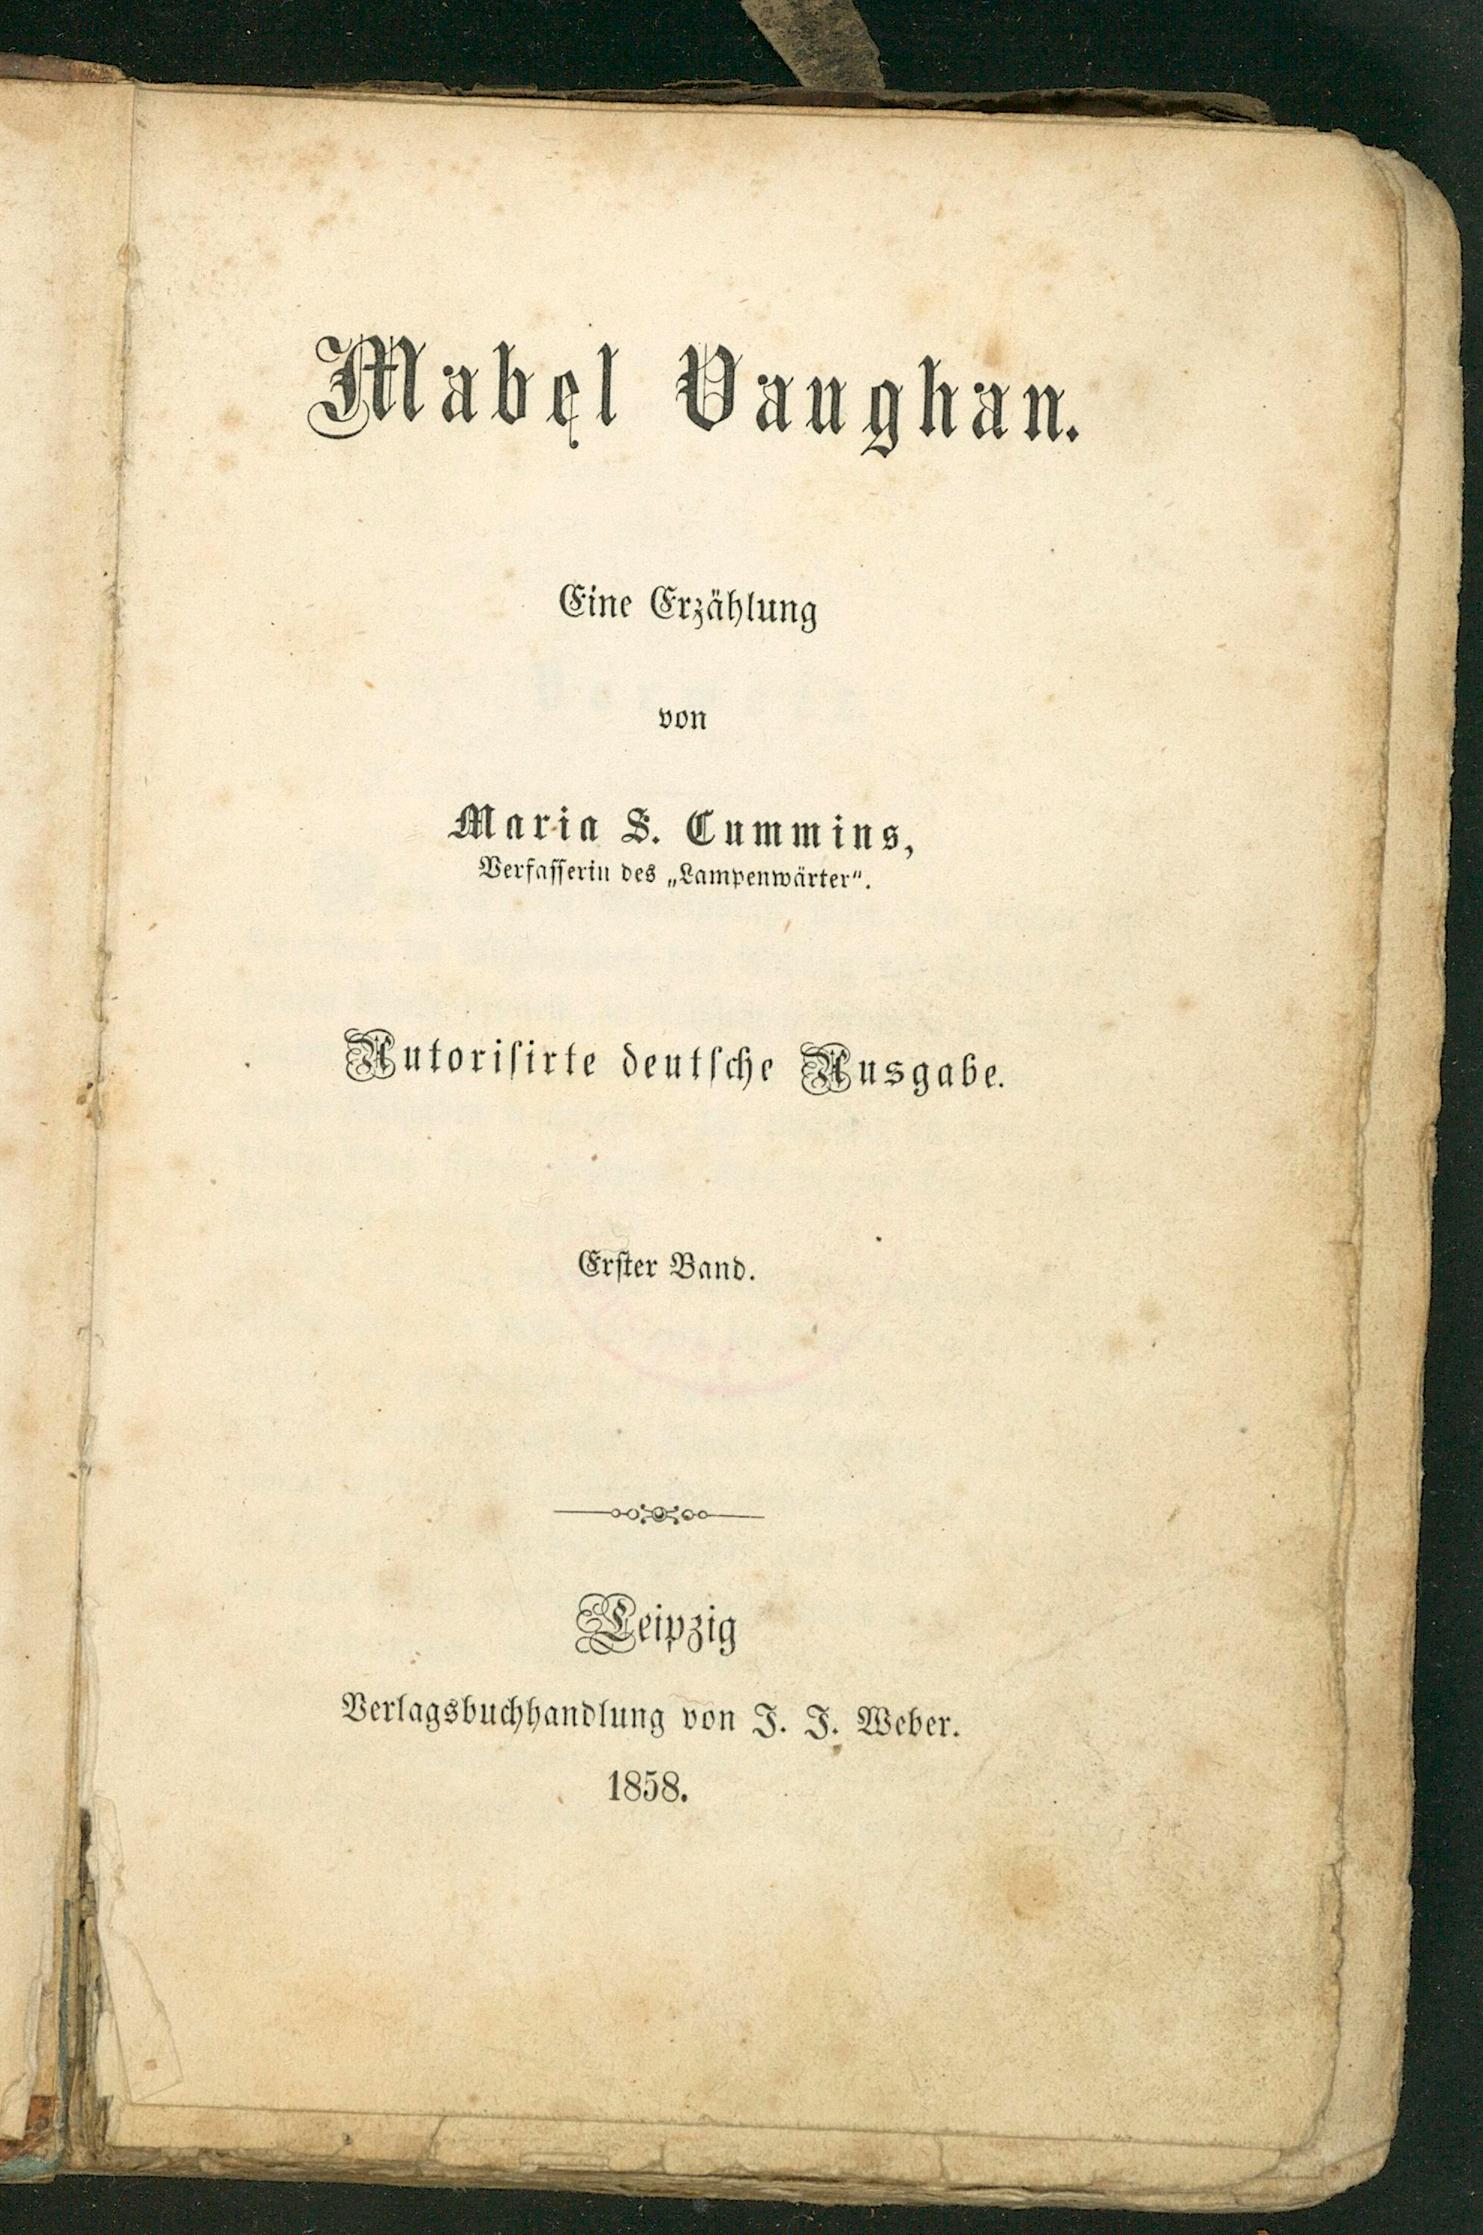 Mabel Vaughan.
Eine Erzählung
von
Maria S. Cummins,
Verfasserin des „Lampenwärter“.
Autorisirte deutsche Ausgabe.
Erster Band.
Leipzig
Verlagsbuchhandlung von J. J. Weber.
1858.